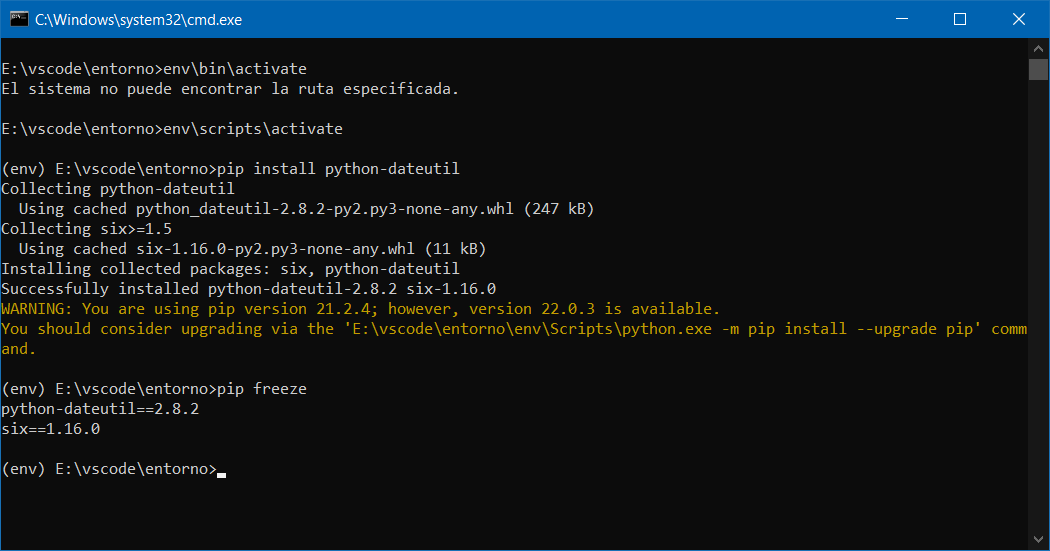 C:\Windows\system32\cmd.exe
E:\vscode\entorno>env\bin\activate
El sistema no puede encontrar la ruta especificada.
E:\vscode\entorno>env\scripts\activate
(env) E:\vscode\entorno>pip install python-dateutil
Collecting python-dateutil
  Using cached python_dateutil-2.8.2-py2.py3-none-any.whl (247 kB)
Collecting six>=1.5
  Using cached six-1.16.0-py2.py3-none-any.whl (11 kB)
Installing collected packages: six, python-dateutil
Successfully installed python-dateutil-2.8.2 six-1.16.0
WARNING: You are using pip version 21.2.4; however, version 22.0.3 is available.
You should consider upgrading via the 'E:\vscode\entorno\env\Scripts\python.exe -m pip install --upgrade pip' comm
and.
(env) E:\vscode\entorno>pip freeze
python-dateutil==2.8.2
six==1.16.0
(env) E:\vscode\entorno>